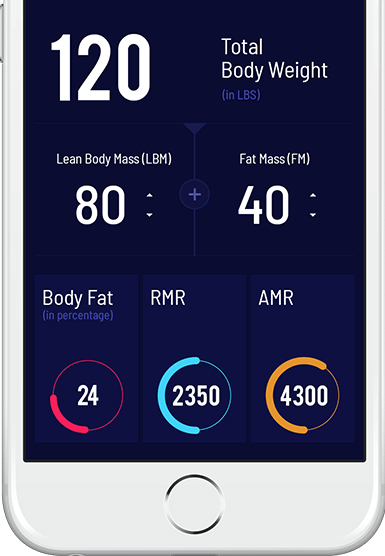 120
Total
Body Weight
(in LBS)
Lean Body Mass (LBM)
Fat Mass (FM)
80
+
40
Body Fat
(in percentage)
RMR
AMR
24
2350
4300